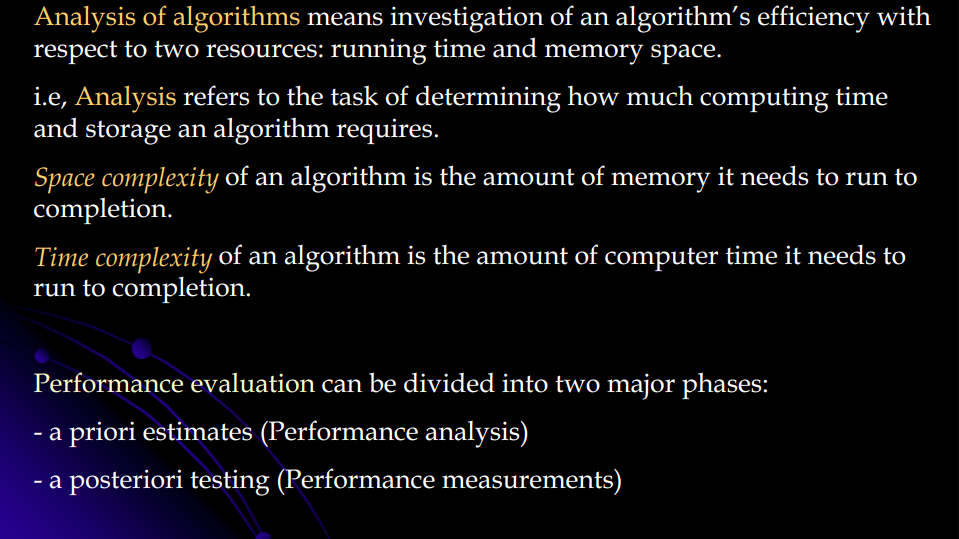 Analysis of algorithms means investigation of an algorithm’s efficiency with
respect to two resources: running time and memory space.
i.e, Analysis refers to the task of determining how much computing time
and storage an algorithm requires.
Space complexity of an algorithm is the amount of memory it needs to run to
completion.
Time complexity of an algorithm is the amount of computer time it needs to
run to completion.
Performance evaluation can be divided into two major phases:
- a priori estimates (Performance analysis)
- a posteriori testing (Performance measurements)